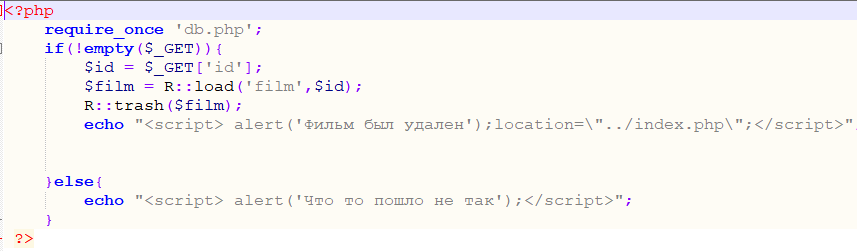 <?php
require_once 'db.php';
if(!empty($_GET)){
$id = $_GET['id'];
$film = R::load('film',$id);
R::trash($film);
echo "<script> alert('Фильм был удален');location=\"../index.php\";</script>";
}else{
echo "<script> alert('Что то пошло не так');</script>";
}
?>